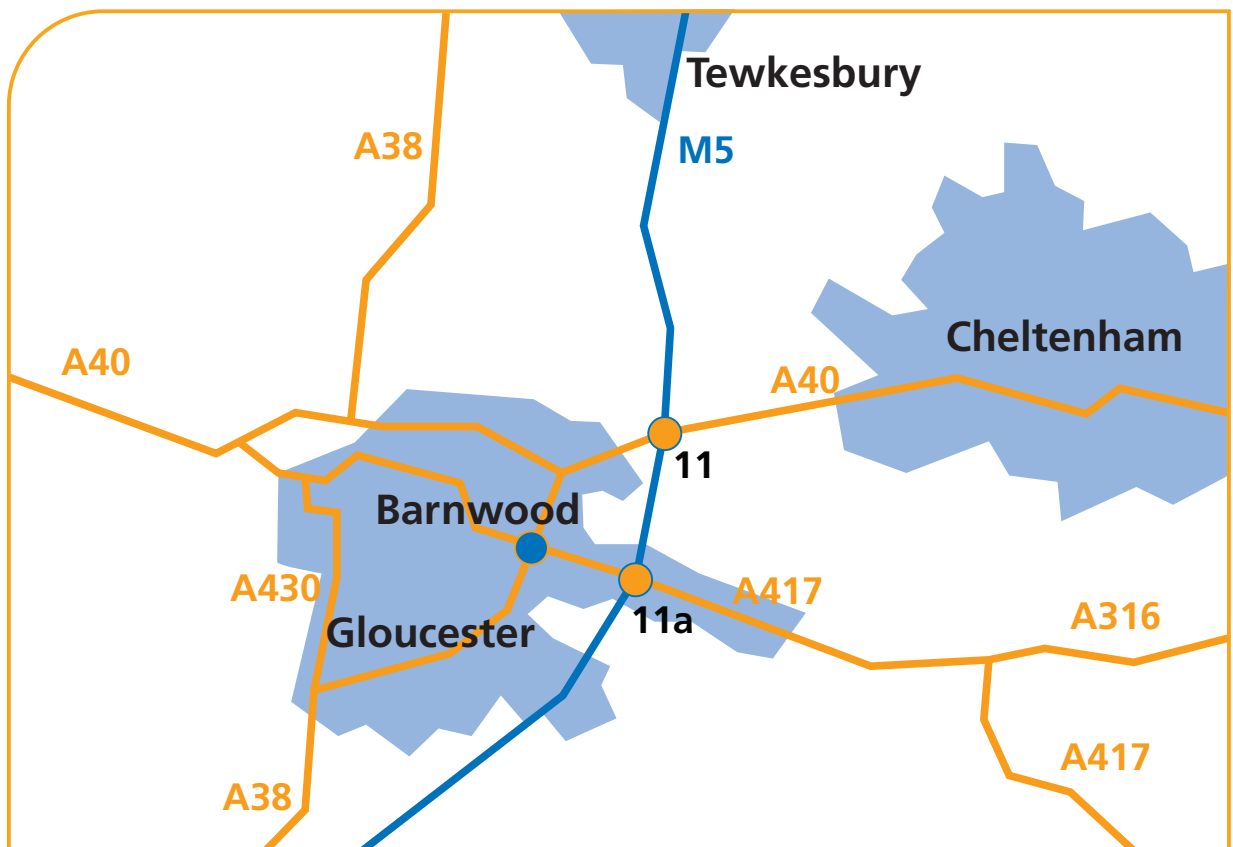 Tewkesbury
A38
M5
Cheltenham
A40
A40
11
Barnwood
A430
A417
11a
A316
Gloucester
A417
A38